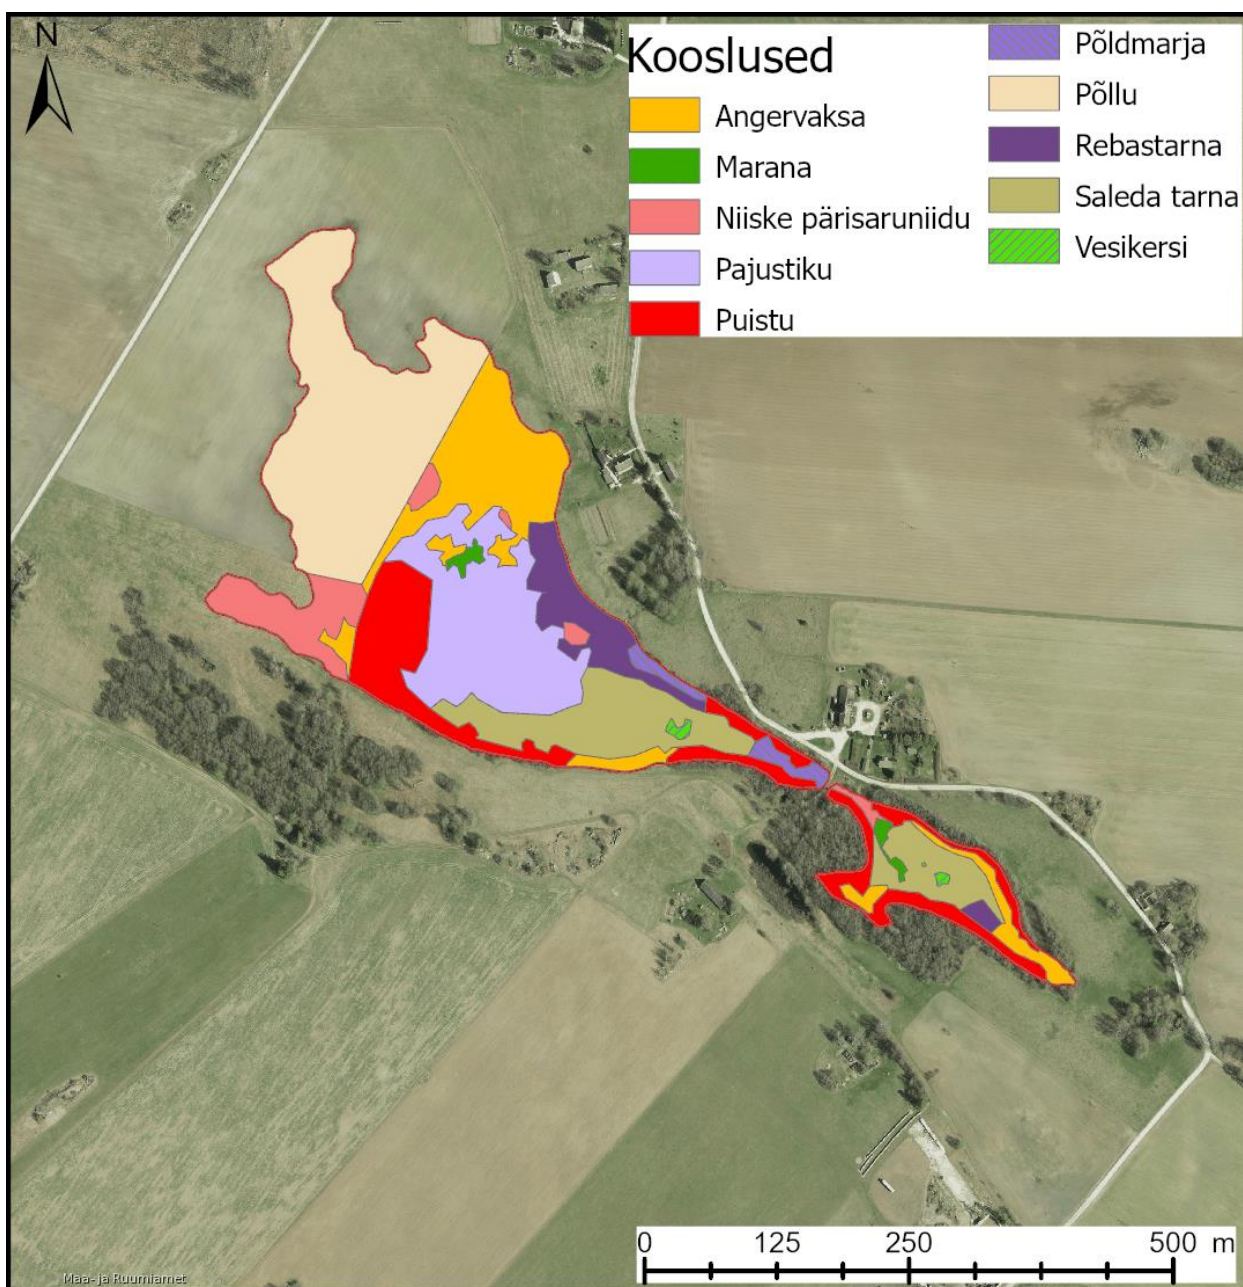 N
Kooslused
Angervaksa
Marana
Niiske pärisaruniidu
Pajustiku
Puistu
Põldmarja
Põllu
Rebastarna
Saleda tarna
Vesikersi
0 125 250 500 m
Maa- ja Ruumiamet